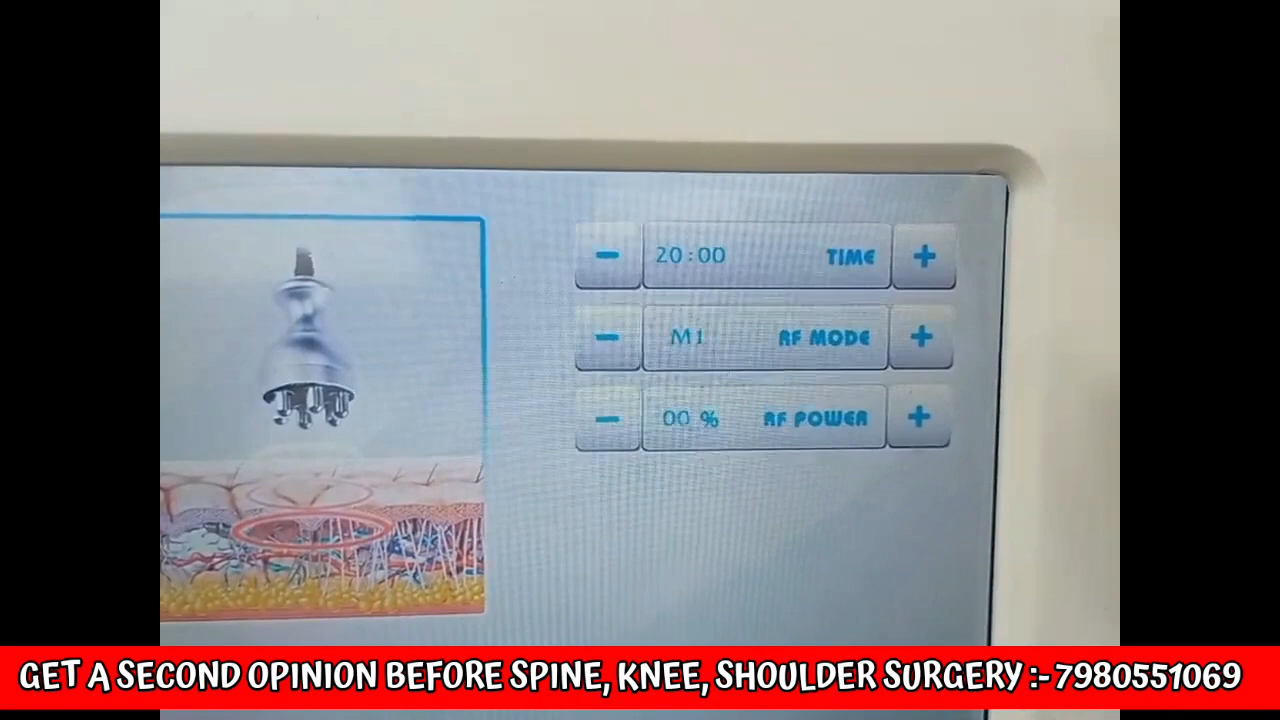 - 20:00 TIME +
- M1 RF MODE +
- 00 % RF POWER +
GET A SECOND OPINION BEFORE SPINE, KNEE, SHOULDER SURGERY :- 7980551069